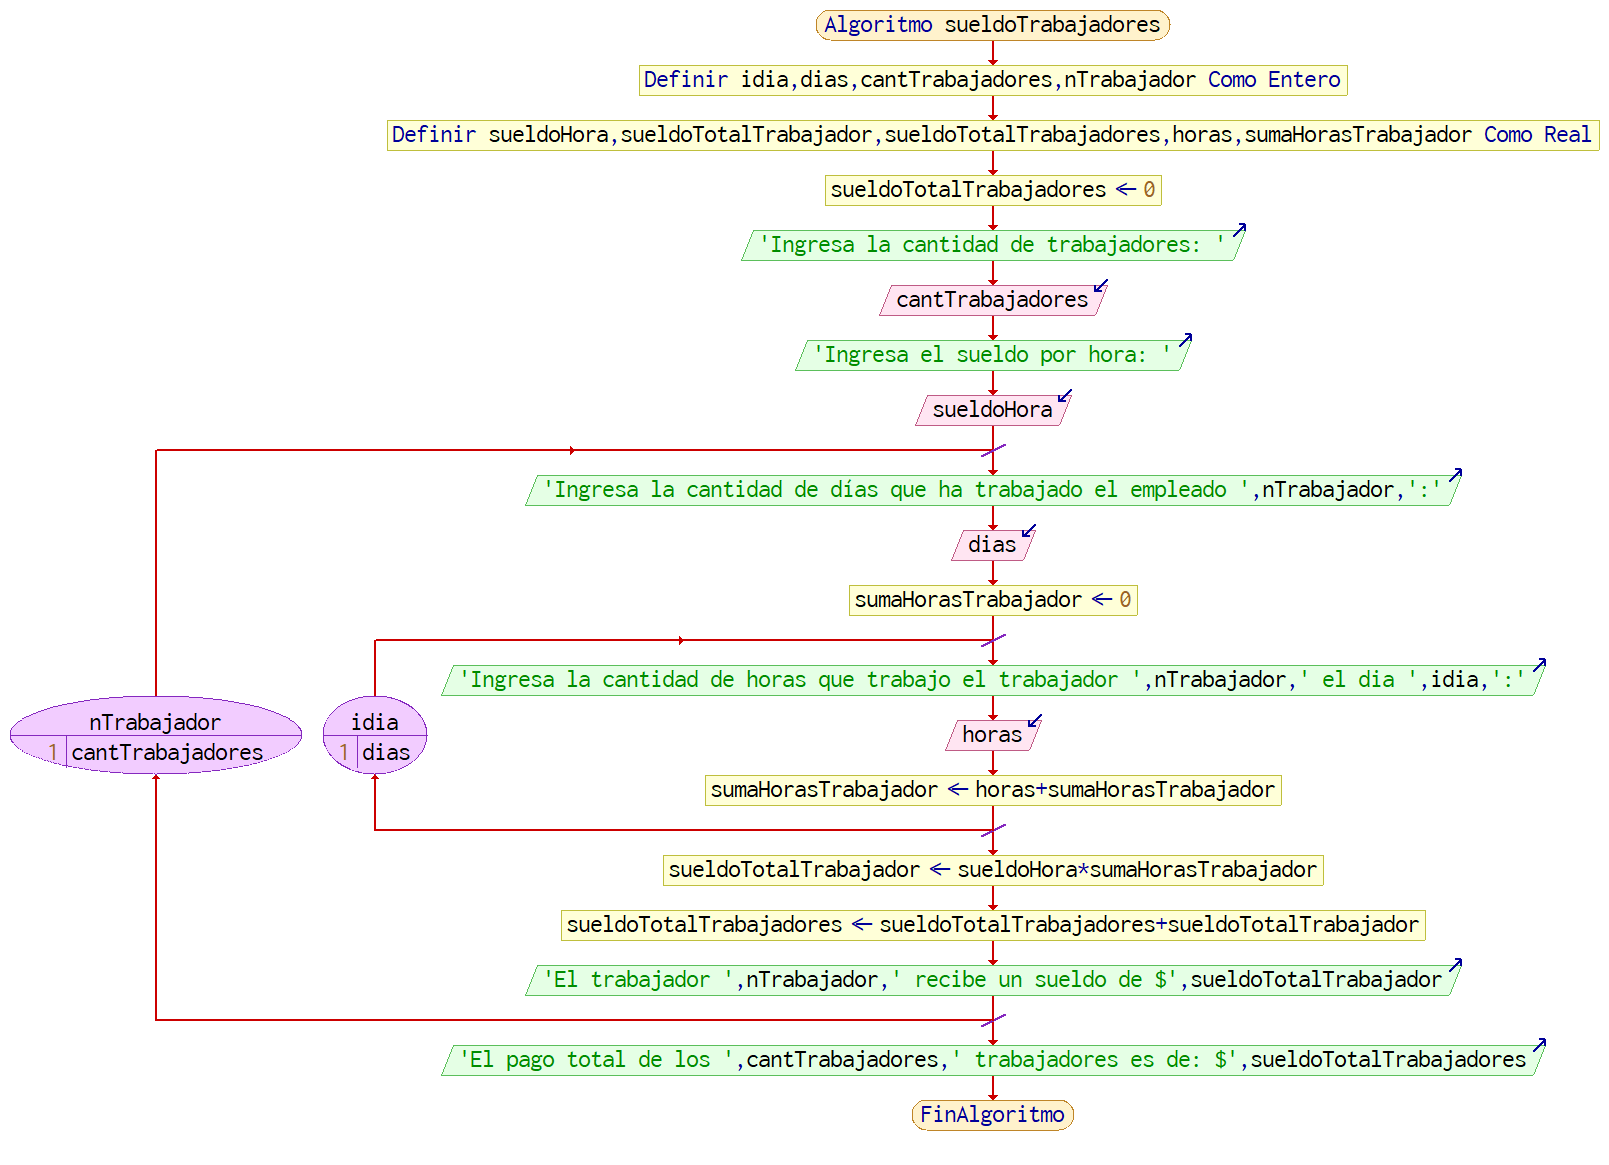 Algoritmo sueldoTrabajadores
Definir idia,dias,cantTrabajadores,nTrabajador Como Entero
Definir sueldoHora,sueldoTotalTrabajador,sueldoTotalTrabajadores,horas,sumaHorasTrabajador Como Real
sueldoTotalTrabajadores ← 0
'Ingresa la cantidad de trabajadores: '
cantTrabajadores
'Ingresa el sueldo por hora: '
sueldoHora
'Ingresa la cantidad de días que ha trabajado el empleado ',nTrabajador,':'
dias
sumaHorasTrabajador ← 0
'Ingresa la cantidad de horas que trabajo el trabajador ',nTrabajador,' el dia ',idia,':'
nTrabajador
1 cantTrabajadores
idia
1 dias
horas
sumaHorasTrabajador ← horas+sumaHorasTrabajador
sueldoTotalTrabajador ← sueldoHora*sumaHorasTrabajador
sueldoTotalTrabajadores ← sueldoTotalTrabajadores+sueldoTotalTrabajador
'El trabajador ',nTrabajador,' recibe un sueldo de $',sueldoTotalTrabajador
'El pago total de los ',cantTrabajadores,' trabajadores es de: $',sueldoTotalTrabajadores
FinAlgoritmo